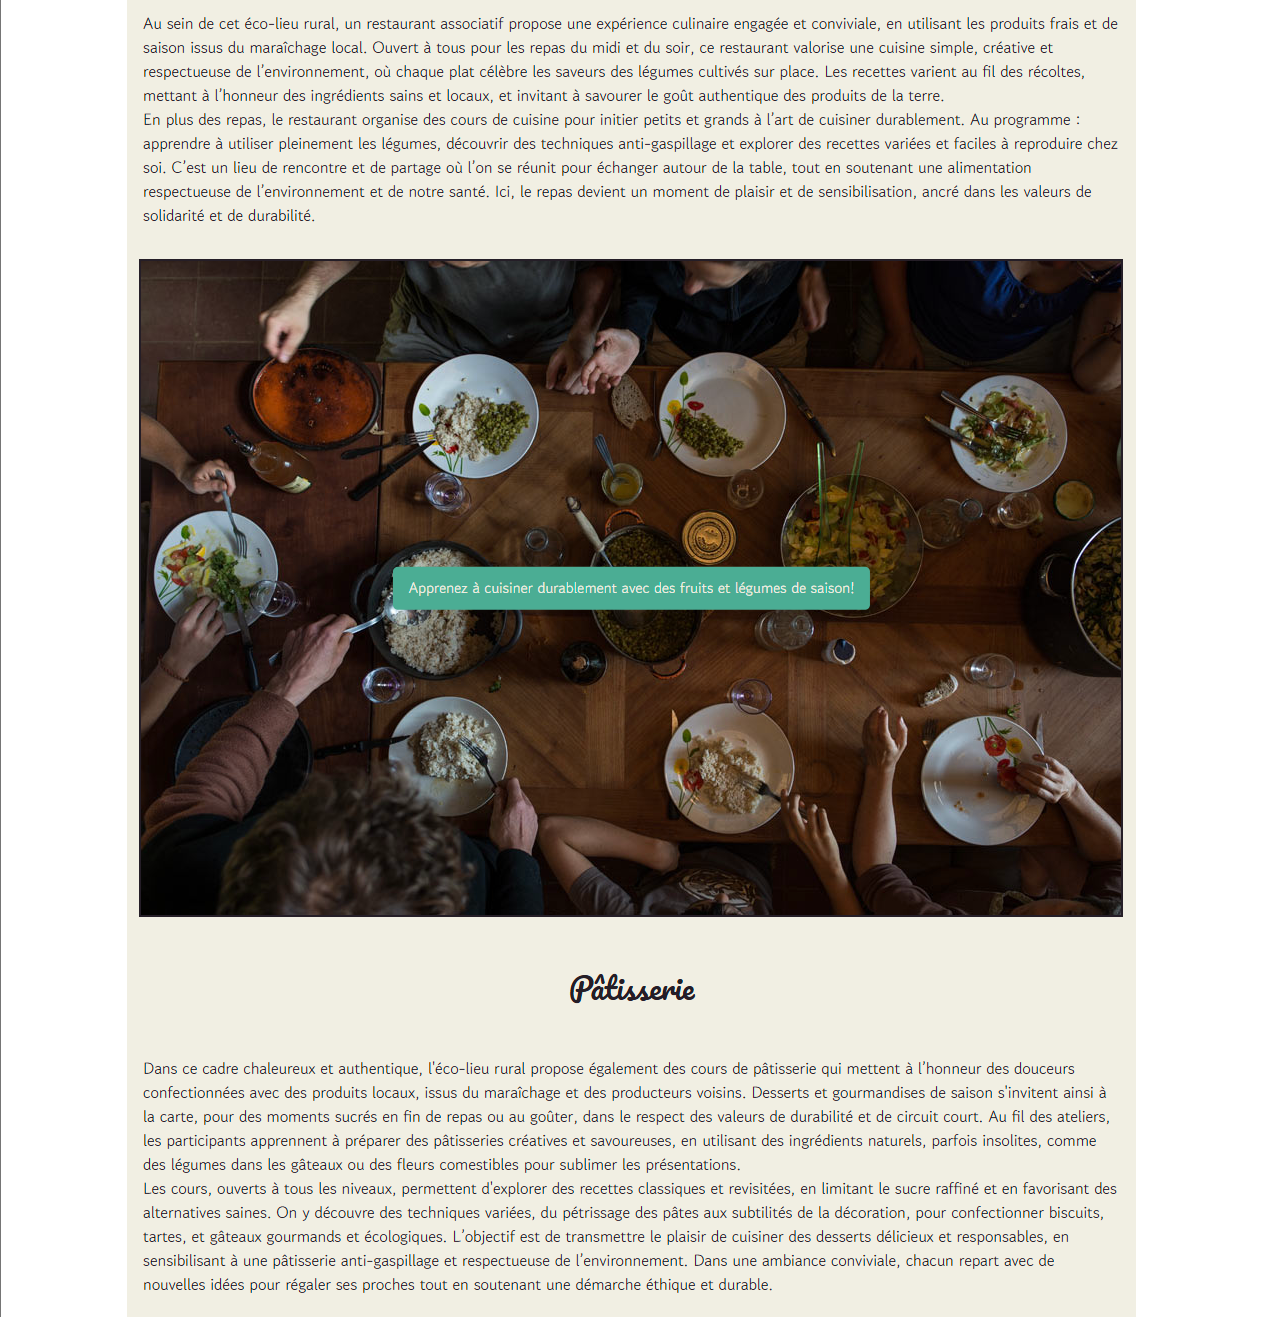 Au sein de cet éco-lieu rural, un restaurant associatif propose une expérience culinaire engagée et conviviale, en utilisant les produits frais et de
saison issus du maraîchage local. Ouvert à tous pour les repas du midi et du soir, ce restaurant valorise une cuisine simple, créative et
respectueuse de l’environnement, où chaque plat célèbre les saveurs des légumes cultivés sur place. Les recettes varient au fil des récoltes,
mettant à l’honneur des ingrédients sains et locaux, et invitant à savourer le goût authentique des produits de la terre.
En plus des repas, le restaurant organise des cours de cuisine pour initier petits et grands à l’art de cuisiner durablement. Au programme :
apprendre à utiliser pleinement les légumes, découvrir des techniques anti-gaspillage et explorer des recettes variées et faciles à reproduire chez
soi. C’est un lieu de rencontre et de partage où l’on se réunit pour échanger autour de la table, tout en soutenant une alimentation
respectueuse de l’environnement et de notre santé. Ici, le repas devient un moment de plaisir et de sensibilisation, ancré dans les valeurs de
solidarité et de durabilité.
Apprenez à cuisiner durablement avec des fruits et légumes de saison!
Pâtisserie
Dans ce cadre chaleureux et authentique, l'éco-lieu rural propose également des cours de pâtisserie qui mettent à l’honneur des douceurs
confectionnées avec des produits locaux, issus du maraîchage et des producteurs voisins. Desserts et gourmandises de saison s'invitent ainsi à
la carte, pour des moments sucrés en fin de repas ou au goûter, dans le respect des valeurs de durabilité et de circuit court. Au fil des ateliers,
les participants apprennent à préparer des pâtisseries créatives et savoureuses, en utilisant des ingrédients naturels, parfois insolites, comme
des légumes dans les gâteaux ou des fleurs comestibles pour sublimer les présentations.
Les cours, ouverts à tous les niveaux, permettent d'explorer des recettes classiques et revisitées, en limitant le sucre raffiné et en favorisant des
alternatives saines. On y découvre des techniques variées, du pétrissage des pâtes aux subtilités de la décoration, pour confectionner biscuits,
tartes, et gâteaux gourmands et écologiques. L’objectif est de transmettre le plaisir de cuisiner des desserts délicieux et responsables, en
sensibilisant à une pâtisserie anti-gaspillage et respectueuse de l’environnement. Dans une ambiance conviviale, chacun repart avec de
nouvelles idées pour régaler ses proches tout en soutenant une démarche éthique et durable.